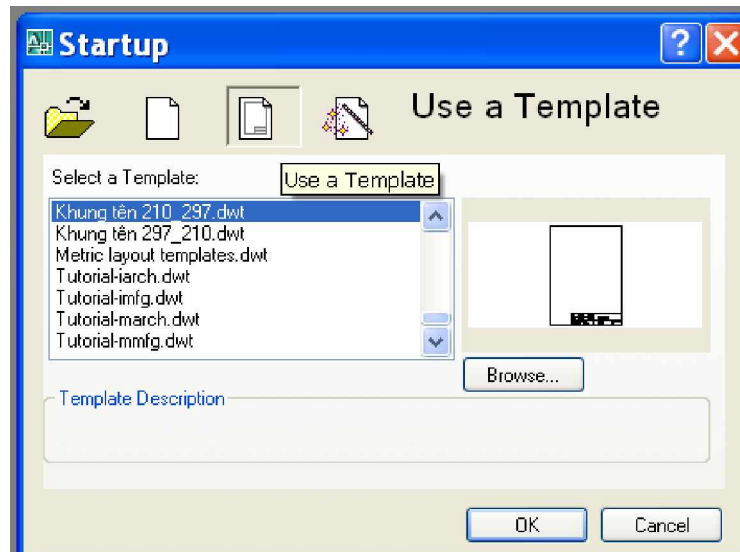 Startup
Use a Template
Select a Template:
Use a Template
Khung tên 210_297.dwt
Khung tên 297_210.dwt
Metric layout templates.dwt
Tutorial-iarch.dwt
Tutorial-imfg.dwt
Tutorial-march.dwt
Tutorial-mmfg.dwt
Browse...
Template Description
OK
Cancel